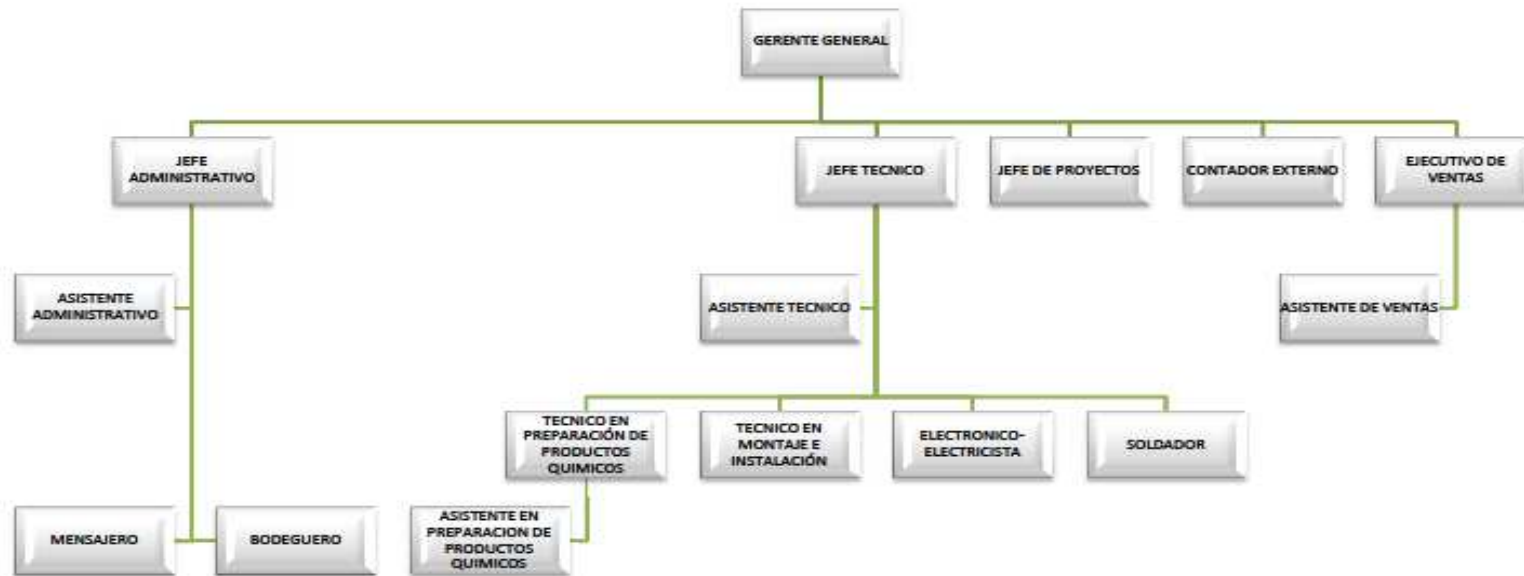 GERENTE GENERAL
JEFE
ADMINISTRATIVO
JEFE TECNICO
JEFE DE PROYECTOS
CONTADOR EXTERNO
EJECUTIVO DE
VENTAS
ASISTENTE
ADMINISTRATIVO
ASISTENTE TECNICO
ASISTENTE DE VENTAS
TECNICO EN
PREPARACIÓN DE
PRODUCTOS
QUIMICOS
TECNICO EN
MONTAJE E
INSTALACIÓN
ELECTRONICO-
ELECTRICISTA
SOLDADOR
MENSAJERO
BODEGUERO
ASISTENTE EN
PREPARACION DE
PRODUCTOS
QUIMICOS